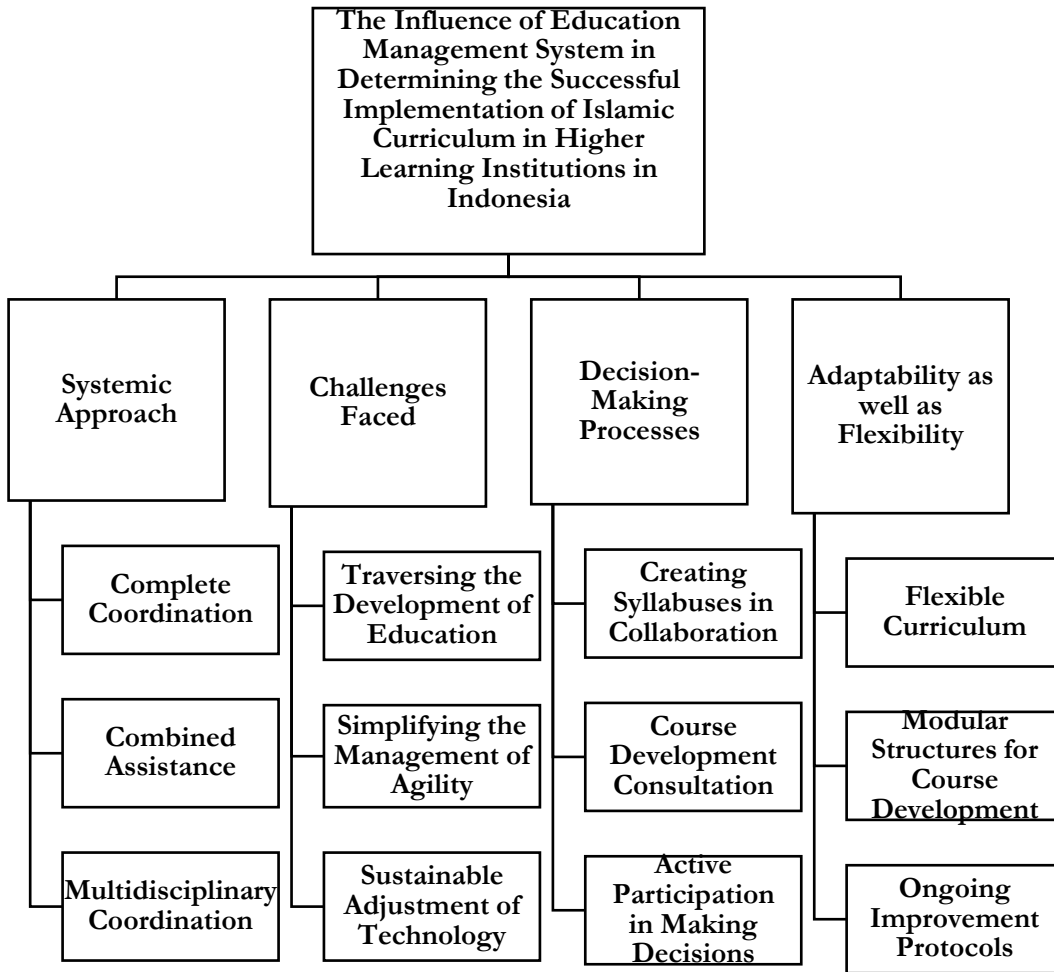 The Influence of Education
Management System in
Determining the Successful
Implementation of Islamic
Curriculum in Higher
Learning Institutions in
Indonesia
Systemic
Approach
Challenges
Faced
Decision-
Making
Processes
Adaptability as
well as
Flexibility
Complete
Coordination
Combined
Assistance
Multidisciplinary
Coordination
Traversing the
Development of
Education
Simplifying the
Management of
Agility
Sustainable
Adjustment of
Technology
Creating
Syllabuses in
Collaboration
Course
Development
Consultation
Active
Participation
in Making
Decisions
Flexible
Curriculum
Modular
Structures for
Course
Development
Ongoing
Improvement
Protocols